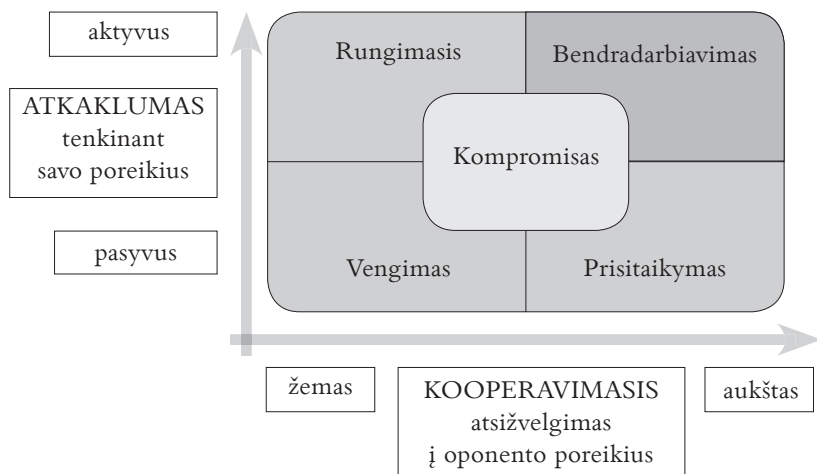 aktyvus
Rungimasis
Bendradarbiavimas
ATKAKLUMAS
tenkinant
savo poreikius
Kompromisas
pasyvus
Vengimas
Prisitaikymas
žemas
KOOPERAVIMASIS
atsižvelgimas
į oponento poreikius
aukštas